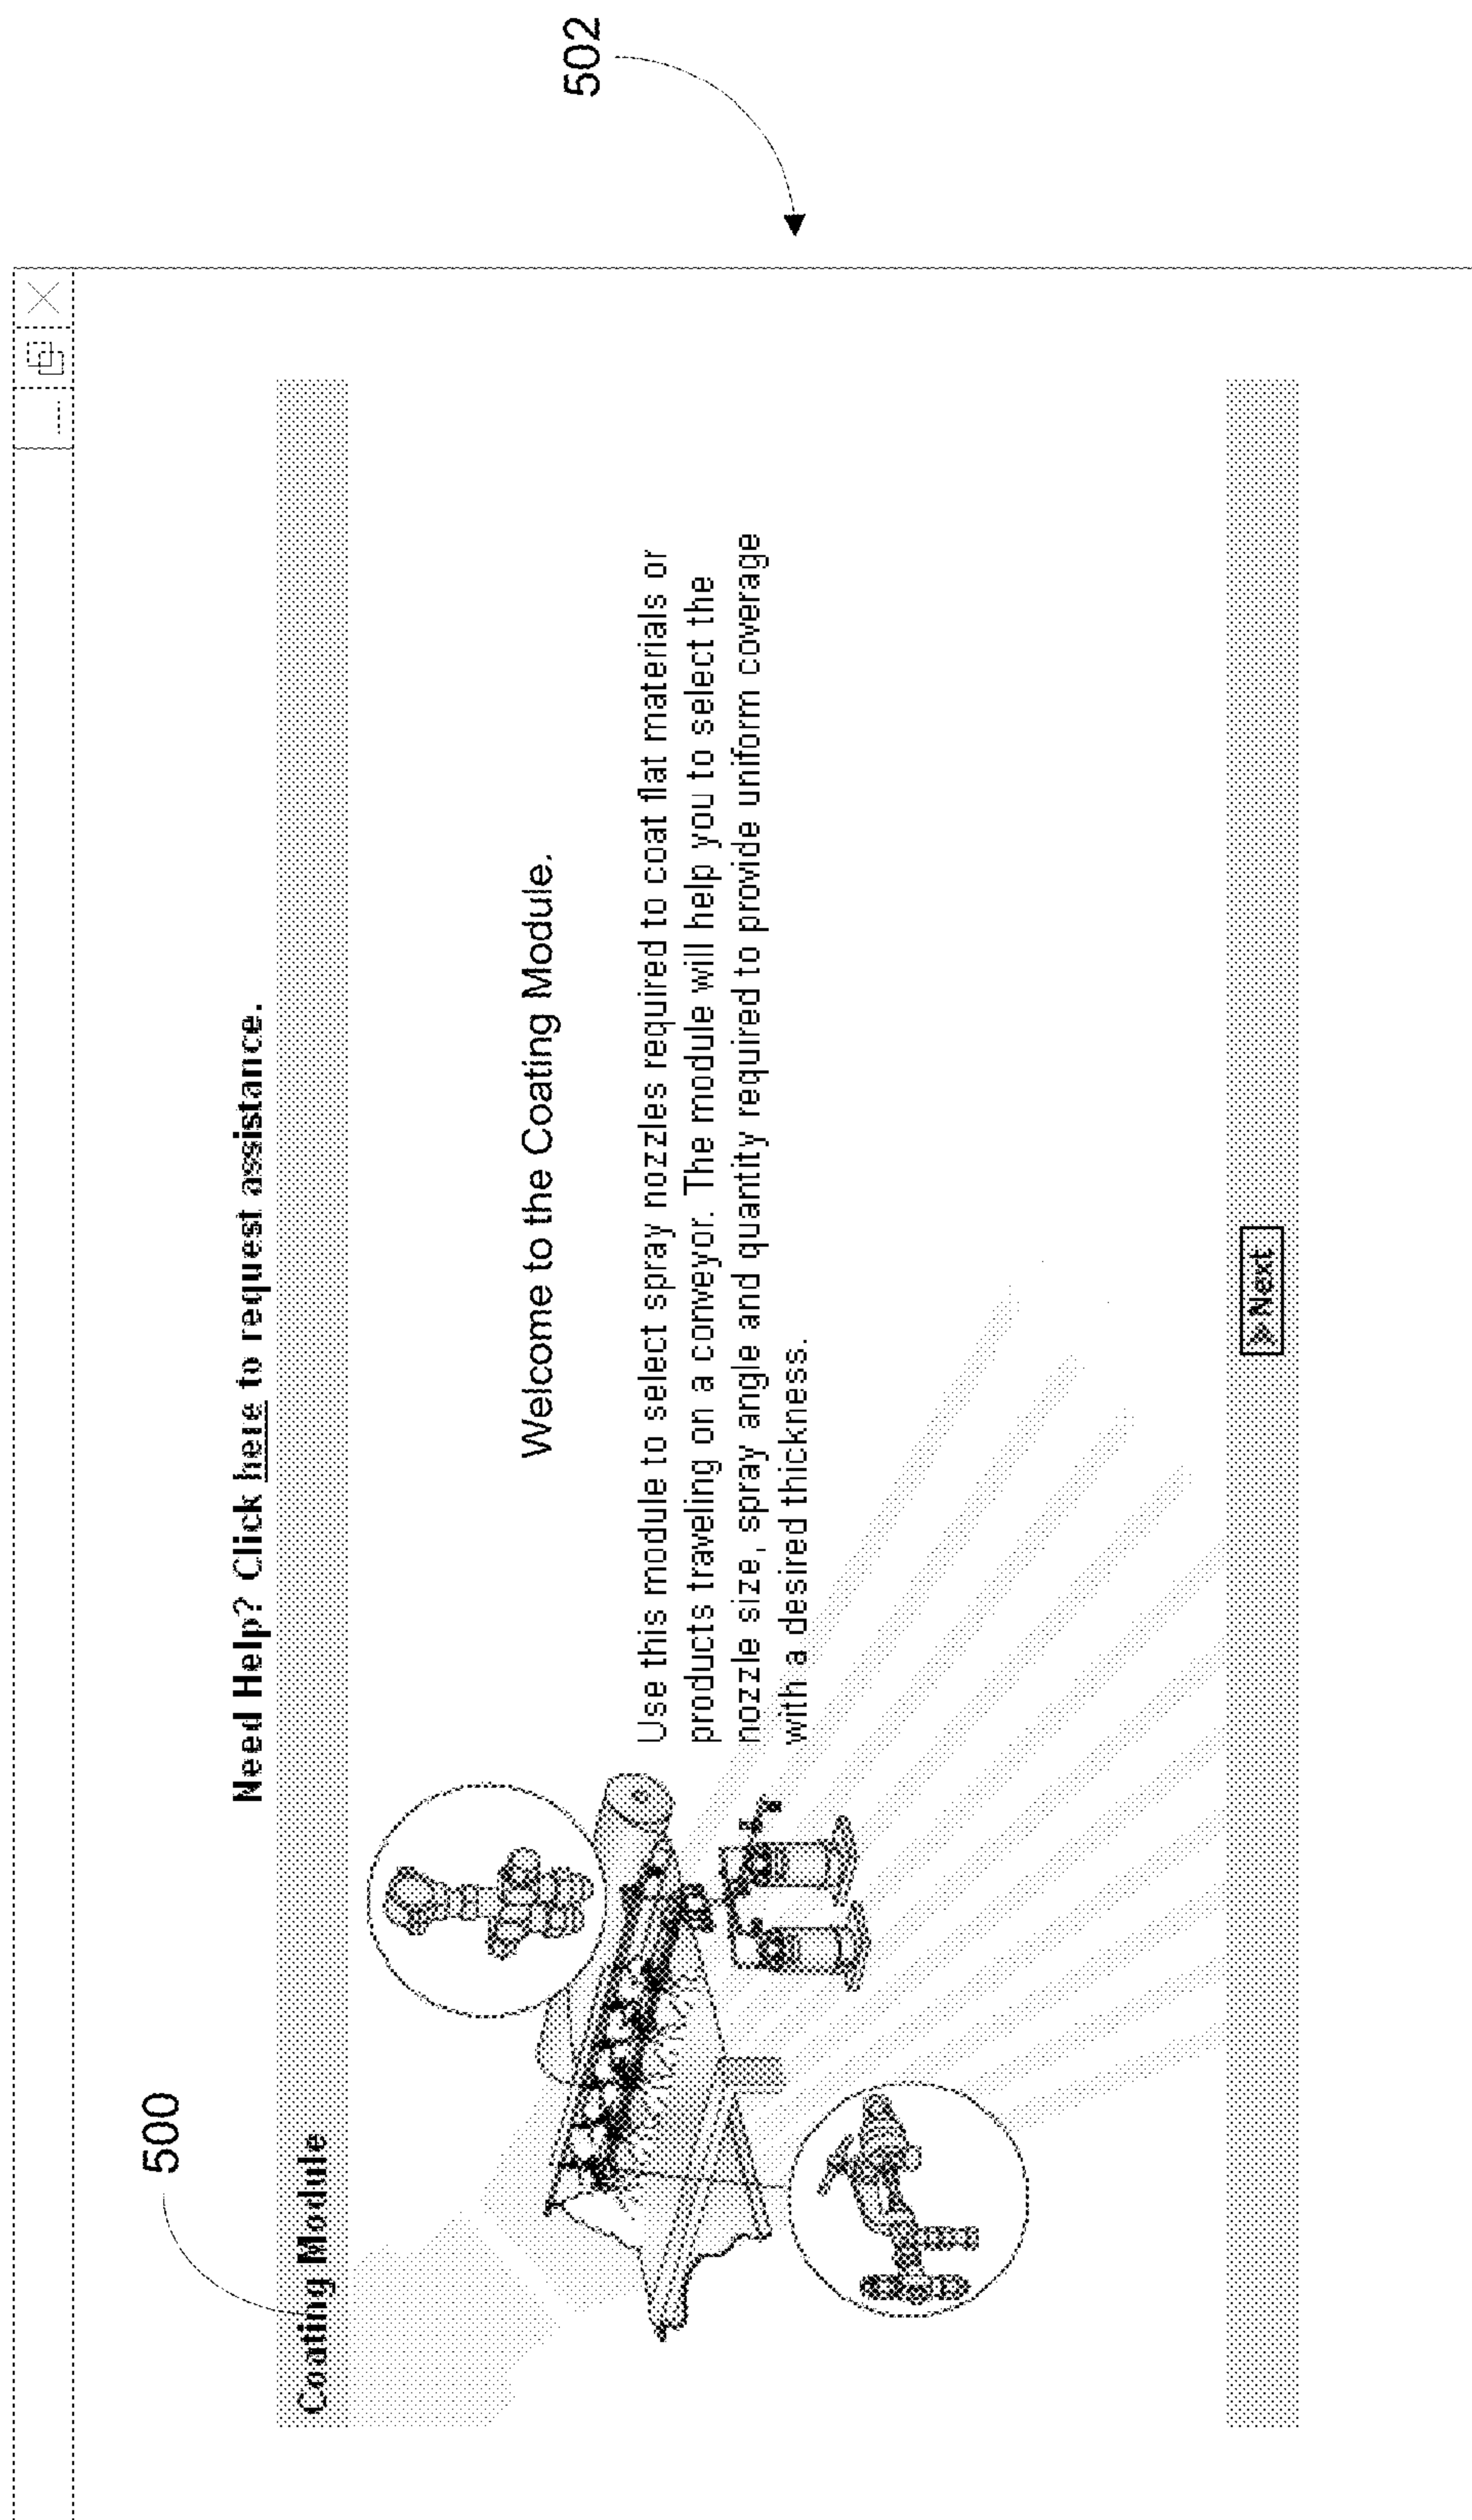 502
Need Help? Click here to request assistance.
500
Coating Module
Welcome to the Coating Module.
Use this module to select spray nozzles required to coat flat materials or
products traveling on a conveyor. The module will help you to select the
nozzle size, spray angle and quantity required to provide uniform coverage
with a desired thickness.
Next